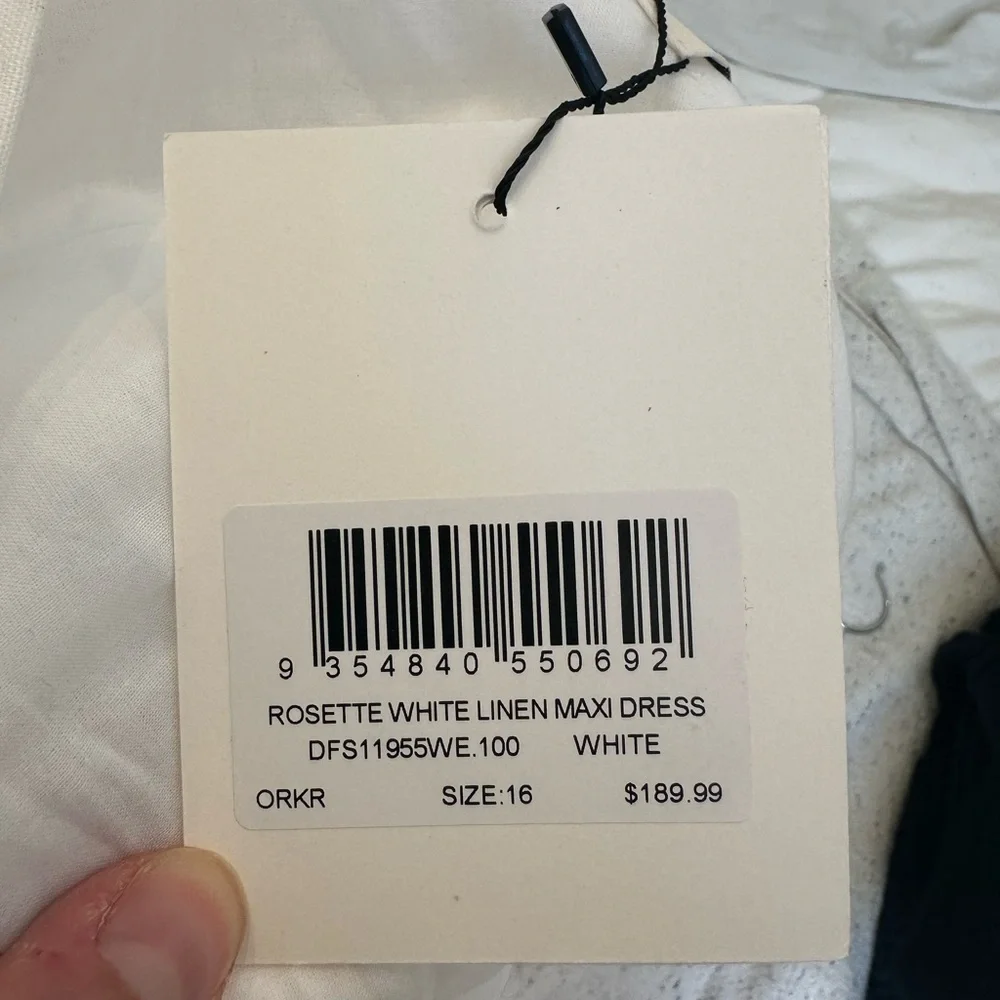 9 354840 550692
ROSETTE WHITE LINEN MAXI DRESS
DFS11955WE.100 WHITE
ORKR SIZE:16 $189.99